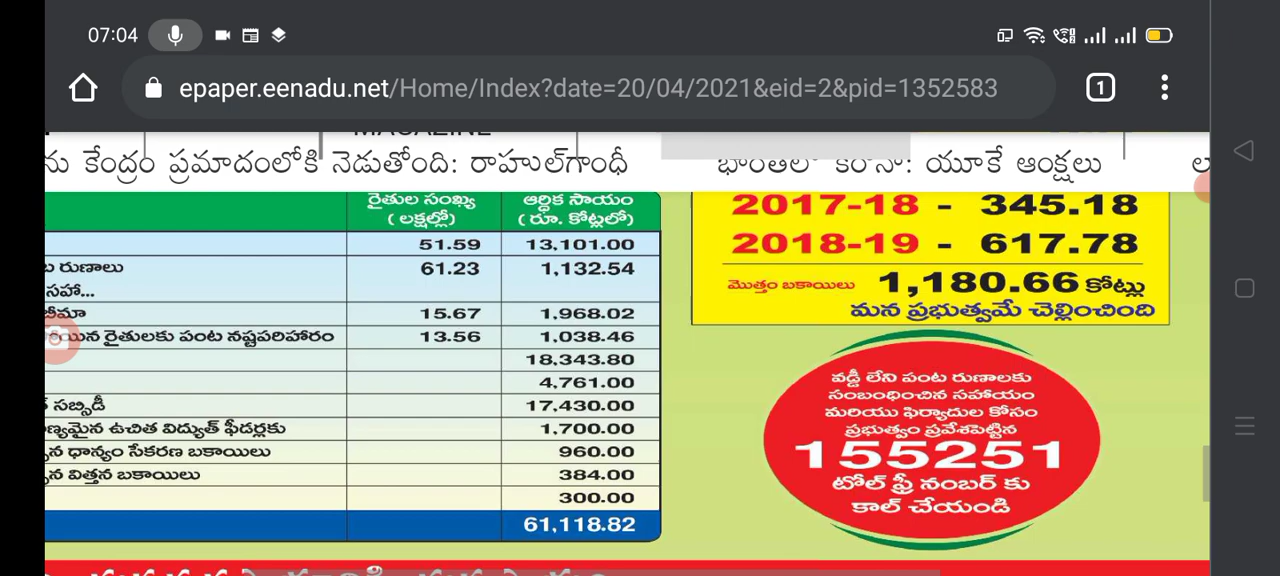 07:04
epaper.eenadu.net/Home/Index?date=20/04/2021&eid=2&pid=1352583
1
MAGAZINE
ను కేంద్రం ప్రమాదంలోకి నెడుతోంది: రాహుల్‌గాంధీ
భారతిలో కరోనా: యూకే ఆంక్షలు
రైతుల సంఖ్య ( లక్షల్లో)
ఆర్థిక సాయం (రూ. కోట్లలో)
51.59 13,101.00
రుణాలు 61.23 1,132.54
సహా...
బీమా 15.67 1,968.02
యిన రైతులకు పంట నష్టపరిహారం 13.56 1,038.46
18,343.80
4,761.00
సబ్సిడీ 17,430.00
ణ్యమైన ఉచిత విద్యుత్ ఫీడర్లకు 1,700.00
న ధాన్యం సేకరణ బకాయిలు 960.00
న విత్తన బకాయిలు 384.00
300.00
61,118.82
2017-18 - 345.18
2018-19 - 617.78
మొత్తం బకాయిలు 1,180.66 కోట్లు
మన ప్రభుత్వమే చెల్లించింది
వడ్డీ లేని పంట రుణాలకు
సంబంధించిన సహాయం
మరియు ఫిర్యాదుల కోసం
ప్రభుత్వం ప్రవేశపెట్టిన
155251
టోల్ ఫ్రీ నంబర్ కు
కాల్ చేయండి